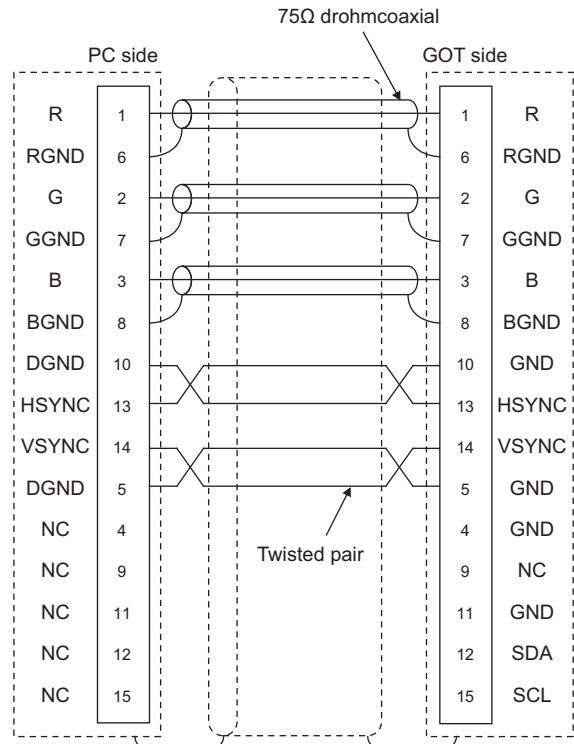 75Ω drohmcoaxial
PC side GOT side
R 1 1 R
RGND 6 6 RGND
G 2 2 G
GGND 7 7 GGND
B 3 3 B
BGND 8 8 BGND
DGND 10 10 GND
HSYNC 13 13 HSYNC
VSYNC 14 14 VSYNC
DGND 5 5 GND
NC 4 4 GND
Twisted pair
NC 9 9 NC
NC 11 11 GND
NC 12 12 SDA
NC 15 15 SCL